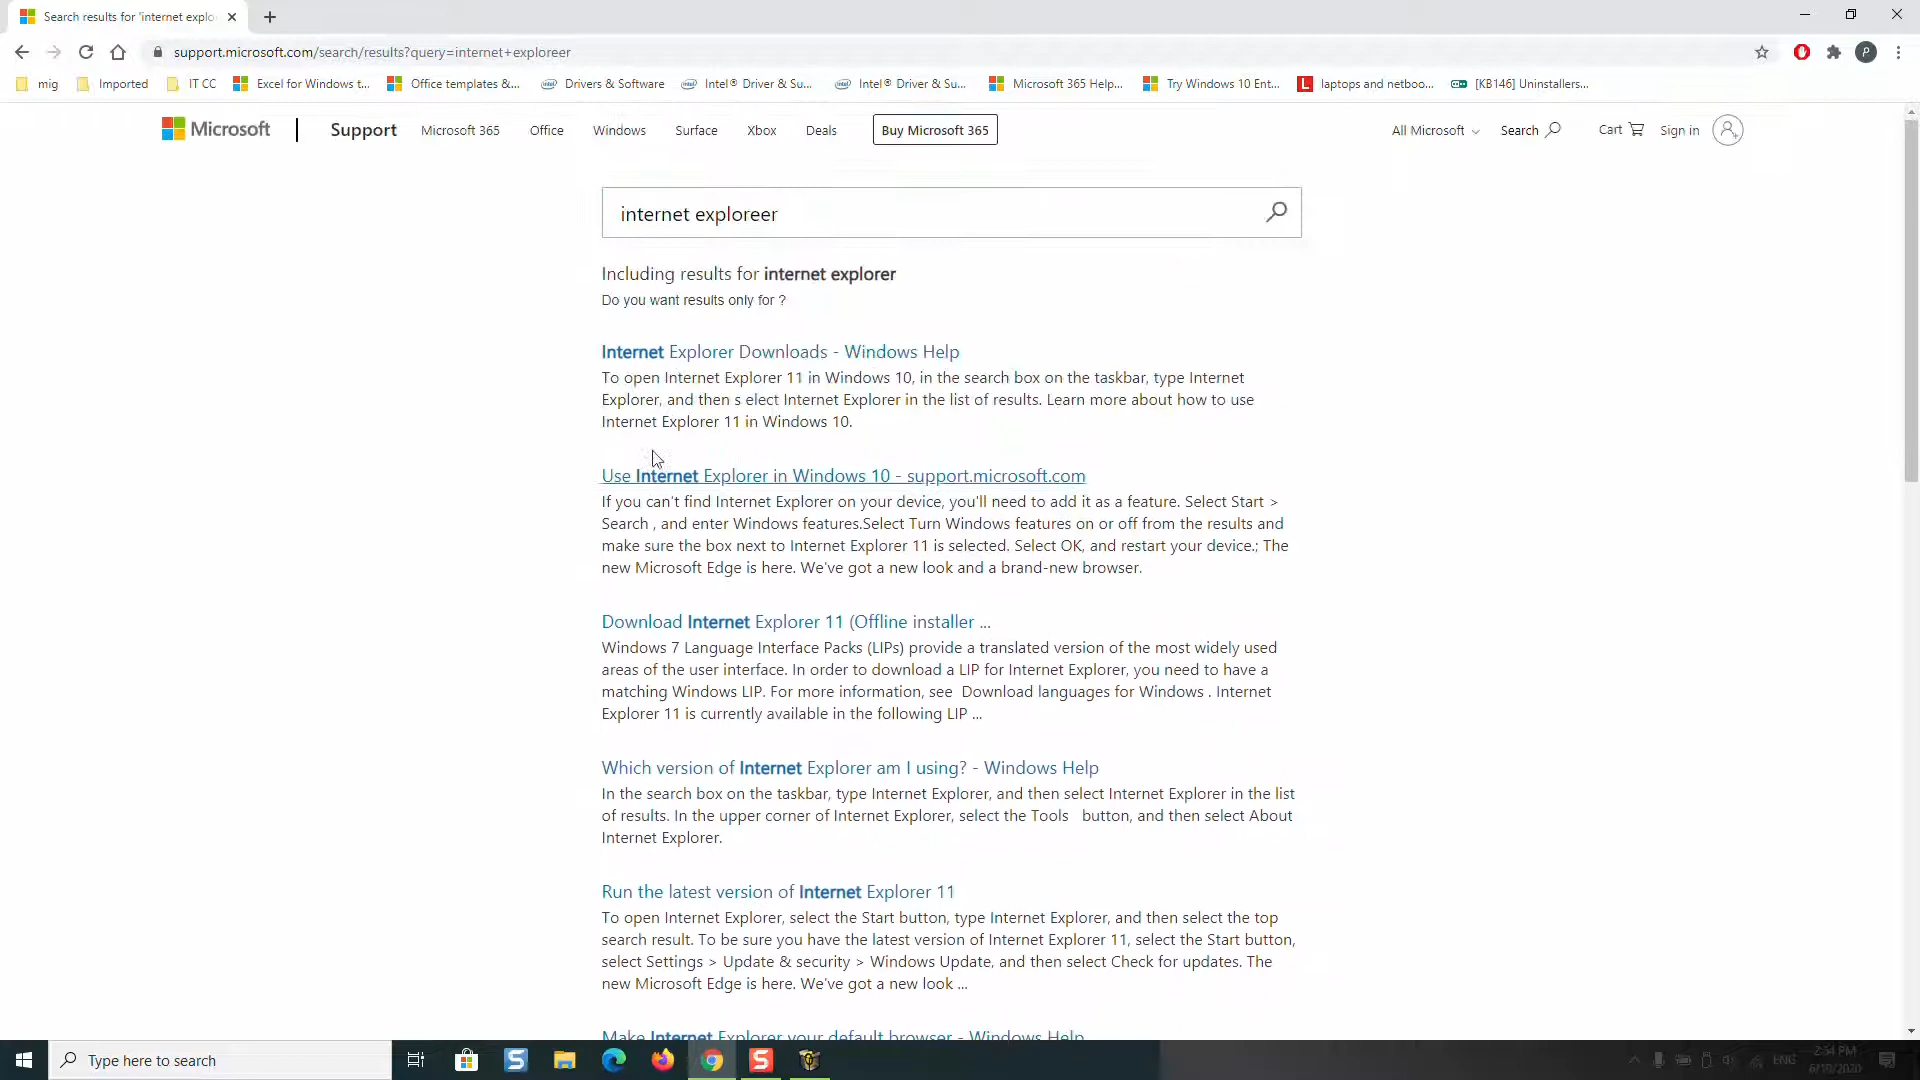 Search results for 'internet explo
support.microsoft.com/search/results?query=internet+exploreer
P
mig
Imported
IT CC
Excel for Windows t...
Office templates &...
Drivers & Software
Intel® Driver & Su...
Intel® Driver & Su...
Microsoft 365 Help...
Try Windows 10 Ent...
L
laptops and netboo...
[KB146] Uninstallers...
Microsoft
Support
Microsoft 365
Office
Windows
Surface
Xbox
Deals
Buy Microsoft 365
All Microsoft
Search
Cart
Sign in
internet exploreer
Including results for internet explorer
Do you want results only for ?
Internet Explorer Downloads - Windows Help
To open Internet Explorer 11 in Windows 10, in the search box on the taskbar, type Internet
Explorer, and then s elect Internet Explorer in the list of results. Learn more about how to use
Internet Explorer 11 in Windows 10.
Use Internet Explorer in Windows 10 - support.microsoft.com
If you can't find Internet Explorer on your device, you'll need to add it as a feature. Select Start >
Search , and enter Windows features.Select Turn Windows features on or off from the results and
make sure the box next to Internet Explorer 11 is selected. Select OK, and restart your device.; The
new Microsoft Edge is here. We've got a new look and a brand-new browser.
Download Internet Explorer 11 (Offline installer ...
Windows 7 Language Interface Packs (LIPs) provide a translated version of the most widely used
areas of the user interface. In order to download a LIP for Internet Explorer, you need to have a
matching Windows LIP. For more information, see  Download languages for Windows . Internet
Explorer 11 is currently available in the following LIP ...
Which version of Internet Explorer am I using? - Windows Help
In the search box on the taskbar, type Internet Explorer, and then select Internet Explorer in the list
of results. In the upper corner of Internet Explorer, select the Tools  button, and then select About
Internet Explorer.
Run the latest version of Internet Explorer 11
To open Internet Explorer, select the Start button, type Internet Explorer, and then select the top
search result. To be sure you have the latest version of Internet Explorer 11, select the Start button,
select Settings > Update & security > Windows Update, and then select Check for updates. The
new Microsoft Edge is here. We've got a new look ...
Make Internet Explorer your default browser - Windows Help
Type here to search
S
S
ENG
2:34 PM
6/10/2020